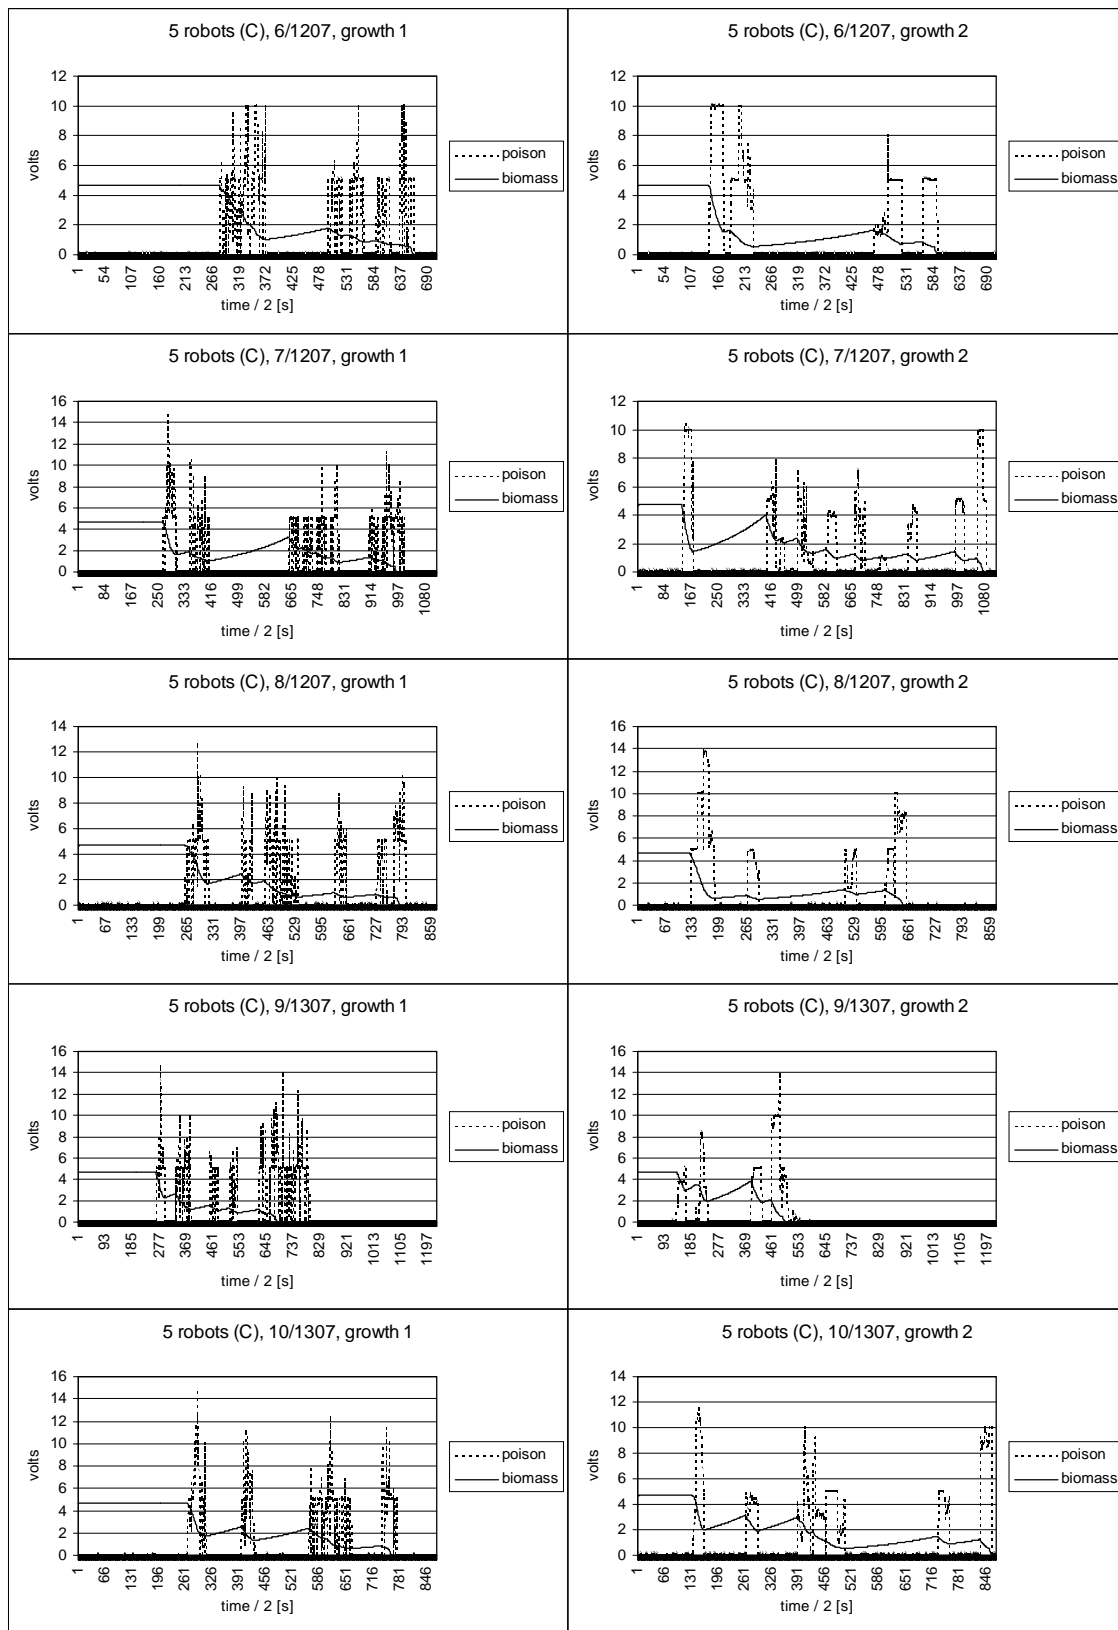 5 robots (C), 6/1207, growth 1
12
10
8
6
4
2
0
volts
poison
biomass
1 54 107 160 213 266 319 372 425 478 531 584 637 690
time / 2 [s]
5 robots (C), 6/1207, growth 2
12
10
8
6
4
2
0
volts
poison
biomass
1 54 107 160 213 266 319 372 425 478 531 584 637 690
time / 2 [s]
5 robots (C), 7/1207, growth 1
16
14
12
10
8
6
4
2
0
volts
poison
biomass
1 84 167 250 333 416 499 582 665 748 831 914 997 1080
time / 2 [s]
5 robots (C), 7/1207, growth 2
12
10
8
6
4
2
0
volts
poison
biomass
1 84 167 250 333 416 499 582 665 748 831 914 997 1080
time / 2 [s]
5 robots (C), 8/1207, growth 1
14
12
10
8
6
4
2
0
volts
poison
biomass
1 67 133 199 265 331 397 463 529 595 661 727 793 859
time / 2 [s]
5 robots (C), 8/1207, growth 2
16
14
12
10
8
6
4
2
0
volts
poison
biomass
1 67 133 199 265 331 397 463 529 595 661 727 793 859
time / 2 [s]
5 robots (C), 9/1307, growth 1
16
14
12
10
8
6
4
2
0
volts
poison
biomass
1 93 185 277 369 461 553 645 737 829 921 1013 1105 1197
time / 2 [s]
5 robots (C), 9/1307, growth 2
16
14
12
10
8
6
4
2
0
volts
poison
biomass
1 93 185 277 369 461 553 645 737 829 921 1013 1105 1197
time / 2 [s]
5 robots (C), 10/1307, growth 1
16
14
12
10
8
6
4
2
0
volts
poison
biomass
1 66 131 196 261 326 391 456 521 586 651 716 781 846
time / 2 [s]
5 robots (C), 10/1307, growth 2
14
12
10
8
6
4
2
0
volts
poison
biomass
1 66 131 196 261 326 391 456 521 586 651 716 781 846
time / 2 [s]